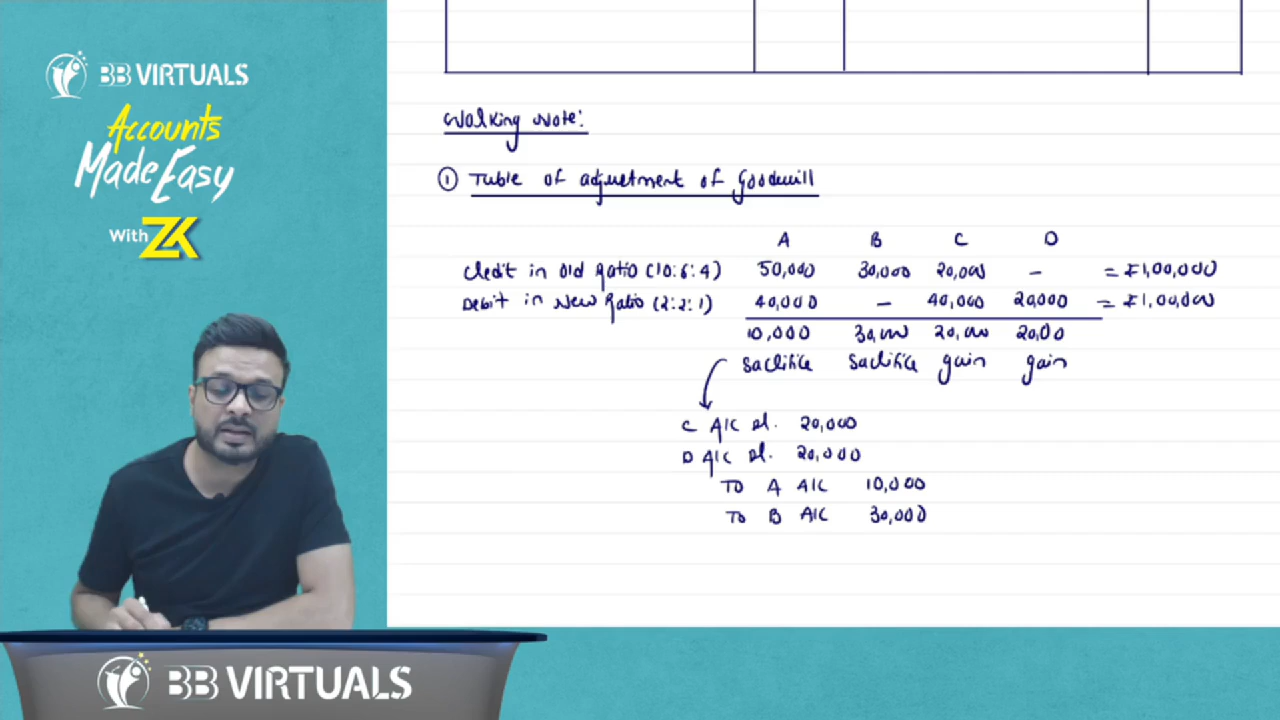 BB VIRTUALS
Accounts
Made Easy
With ZK
Working Note:
① Table of adjustment of Goodwill
A B C D
Credit in Old Ratio (10:6:4) 50,000 30,000 20,000 - = ₹1,00,000
Debit in New Ratio (2:2:1) 40,000 - 40,000 20,000 = ₹1,00,000
10,000 30,000 20,000 20,00
Sacrifice Sacrifice gain gain
C A/C Dr. 20,000
D A/C Dr. 20,000
To A A/C 10,000
To B A/C 30,000
BB VIRTUALS